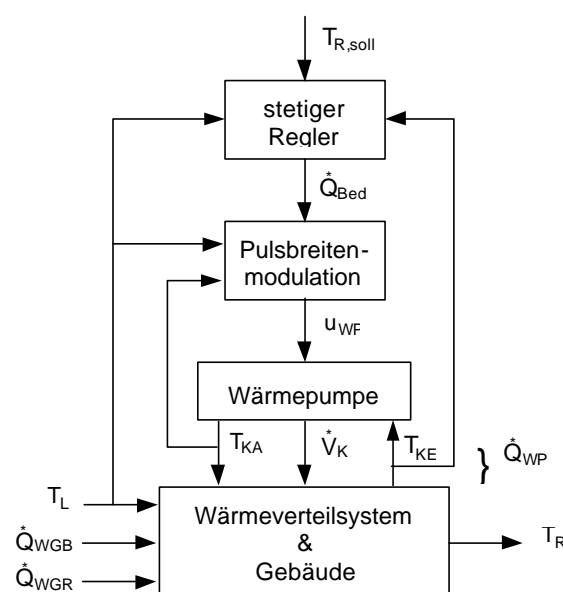 T_R,soll
stetiger
Regler
Q̇_Bed
Pulsbreiten-
modulation
u_WP
Wärmepumpe
T_KA V̇_K T_KE } Q̇_WP
T_L
Wärmeverteilsystem
&
Gebäude
Q̇_WGB
Q̇_WGR
T_R